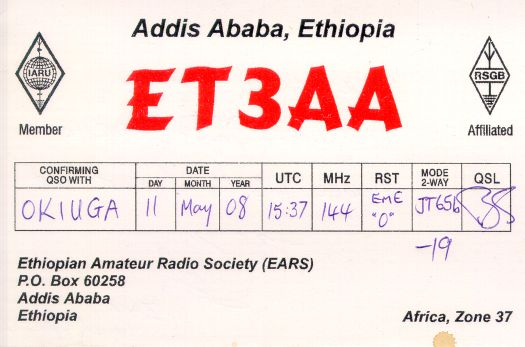 Addis Ababa, Ethiopia
ET3AA
IARU
Member
RSGB
Affiliated
CONFIRMING QSO WITH
DATE
DAY MONTH YEAR
UTC MHz RST MODE 2-WAY QSL
OK1UGA 11 May 08 15:37 144 EME "O" JT65b
-19
Ethiopian Amateur Radio Society (EARS)
P.O. Box 60258
Addis Ababa
Ethiopia
Africa, Zone 37